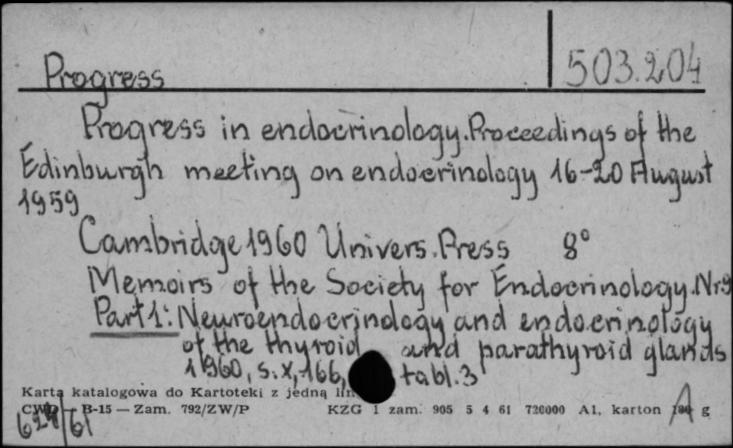 Progress
503.204
Progress in endocrinology. Proceedings of the
Edinburgh meeting on endocrinology 16-20 August
1959
Cambridge 1960 Univers. Press 8°
Memoirs of the Society for Endocrinology. Nr 9
Part 1: Neuroendocrinology and endocrinology
of the thyroid and parathyroid glands
1960, s. X, 166, tabl. 3
Karta katalogowa do Kartoteki z jedną
B-15 — Zam. 792/ZW/P KZG 1 zam. 905 5 4 61 720000 A1, karton g
A